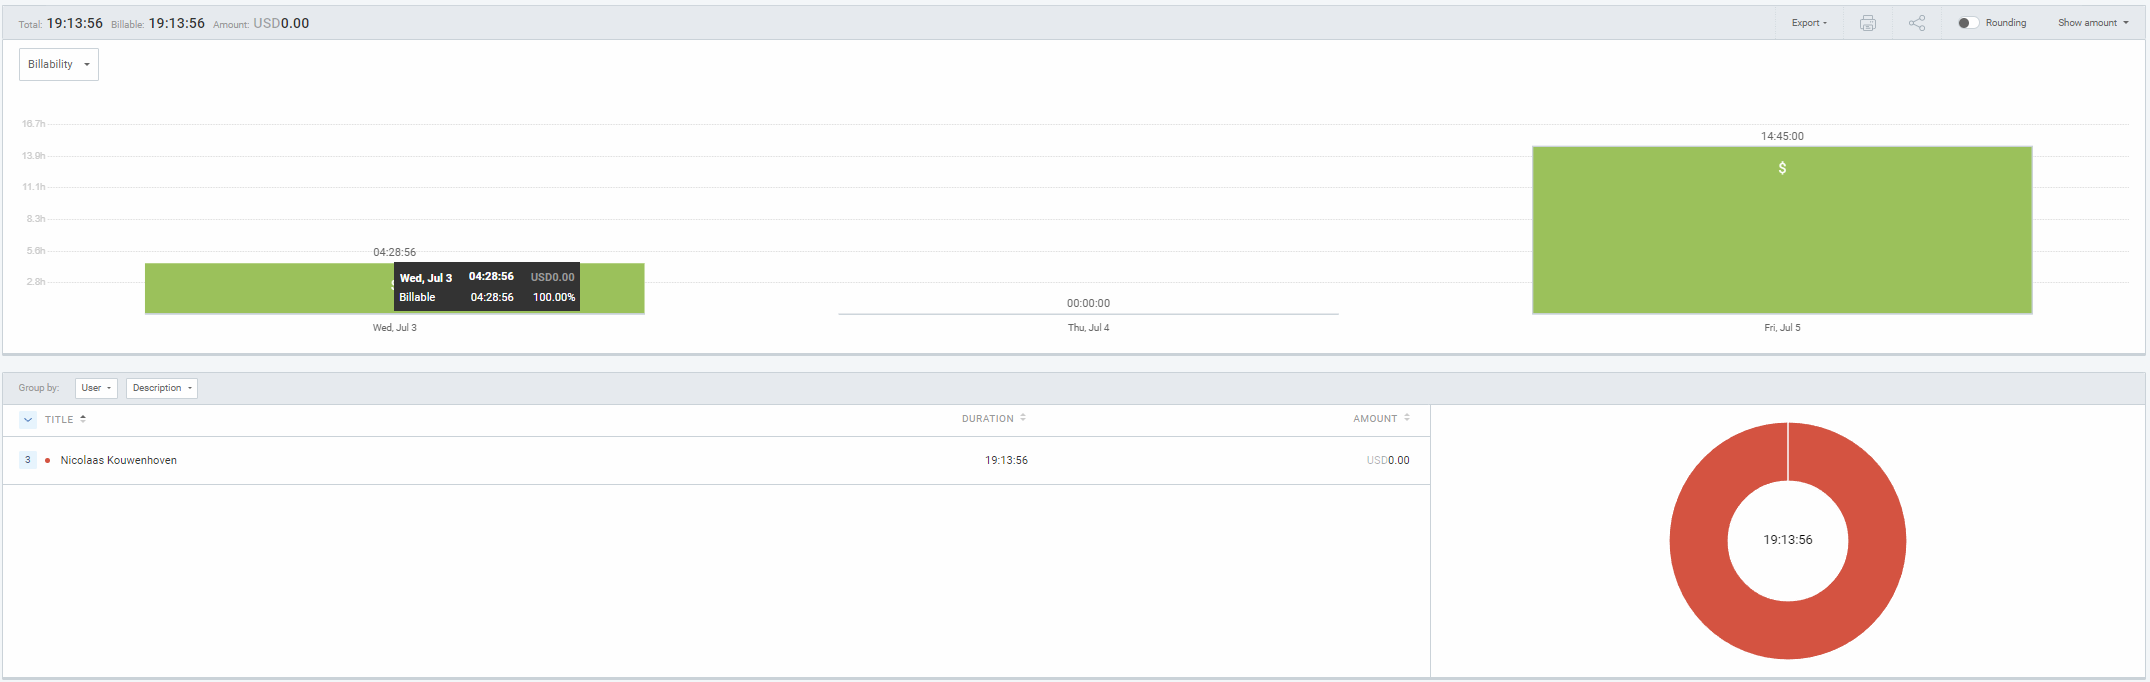 Total: 19:13:56 Billable: 19:13:56 Amount: USD0.00 Export Rounding Show amount
Billability
16.7h
13.9h
11.1h
8.3h
5.6h
2.8h
04:28:56
Wed, Jul 3 04:28:56 USD0.00
Billable 04:28:56 100.00%
Wed, Jul 3
00:00:00
Thu, Jul 4
14:45:00
$
Fri, Jul 5
Group by: User Description
TITLE DURATION AMOUNT
3 Nicolaas Kouwenhoven 19:13:56 USD0.00
19:13:56